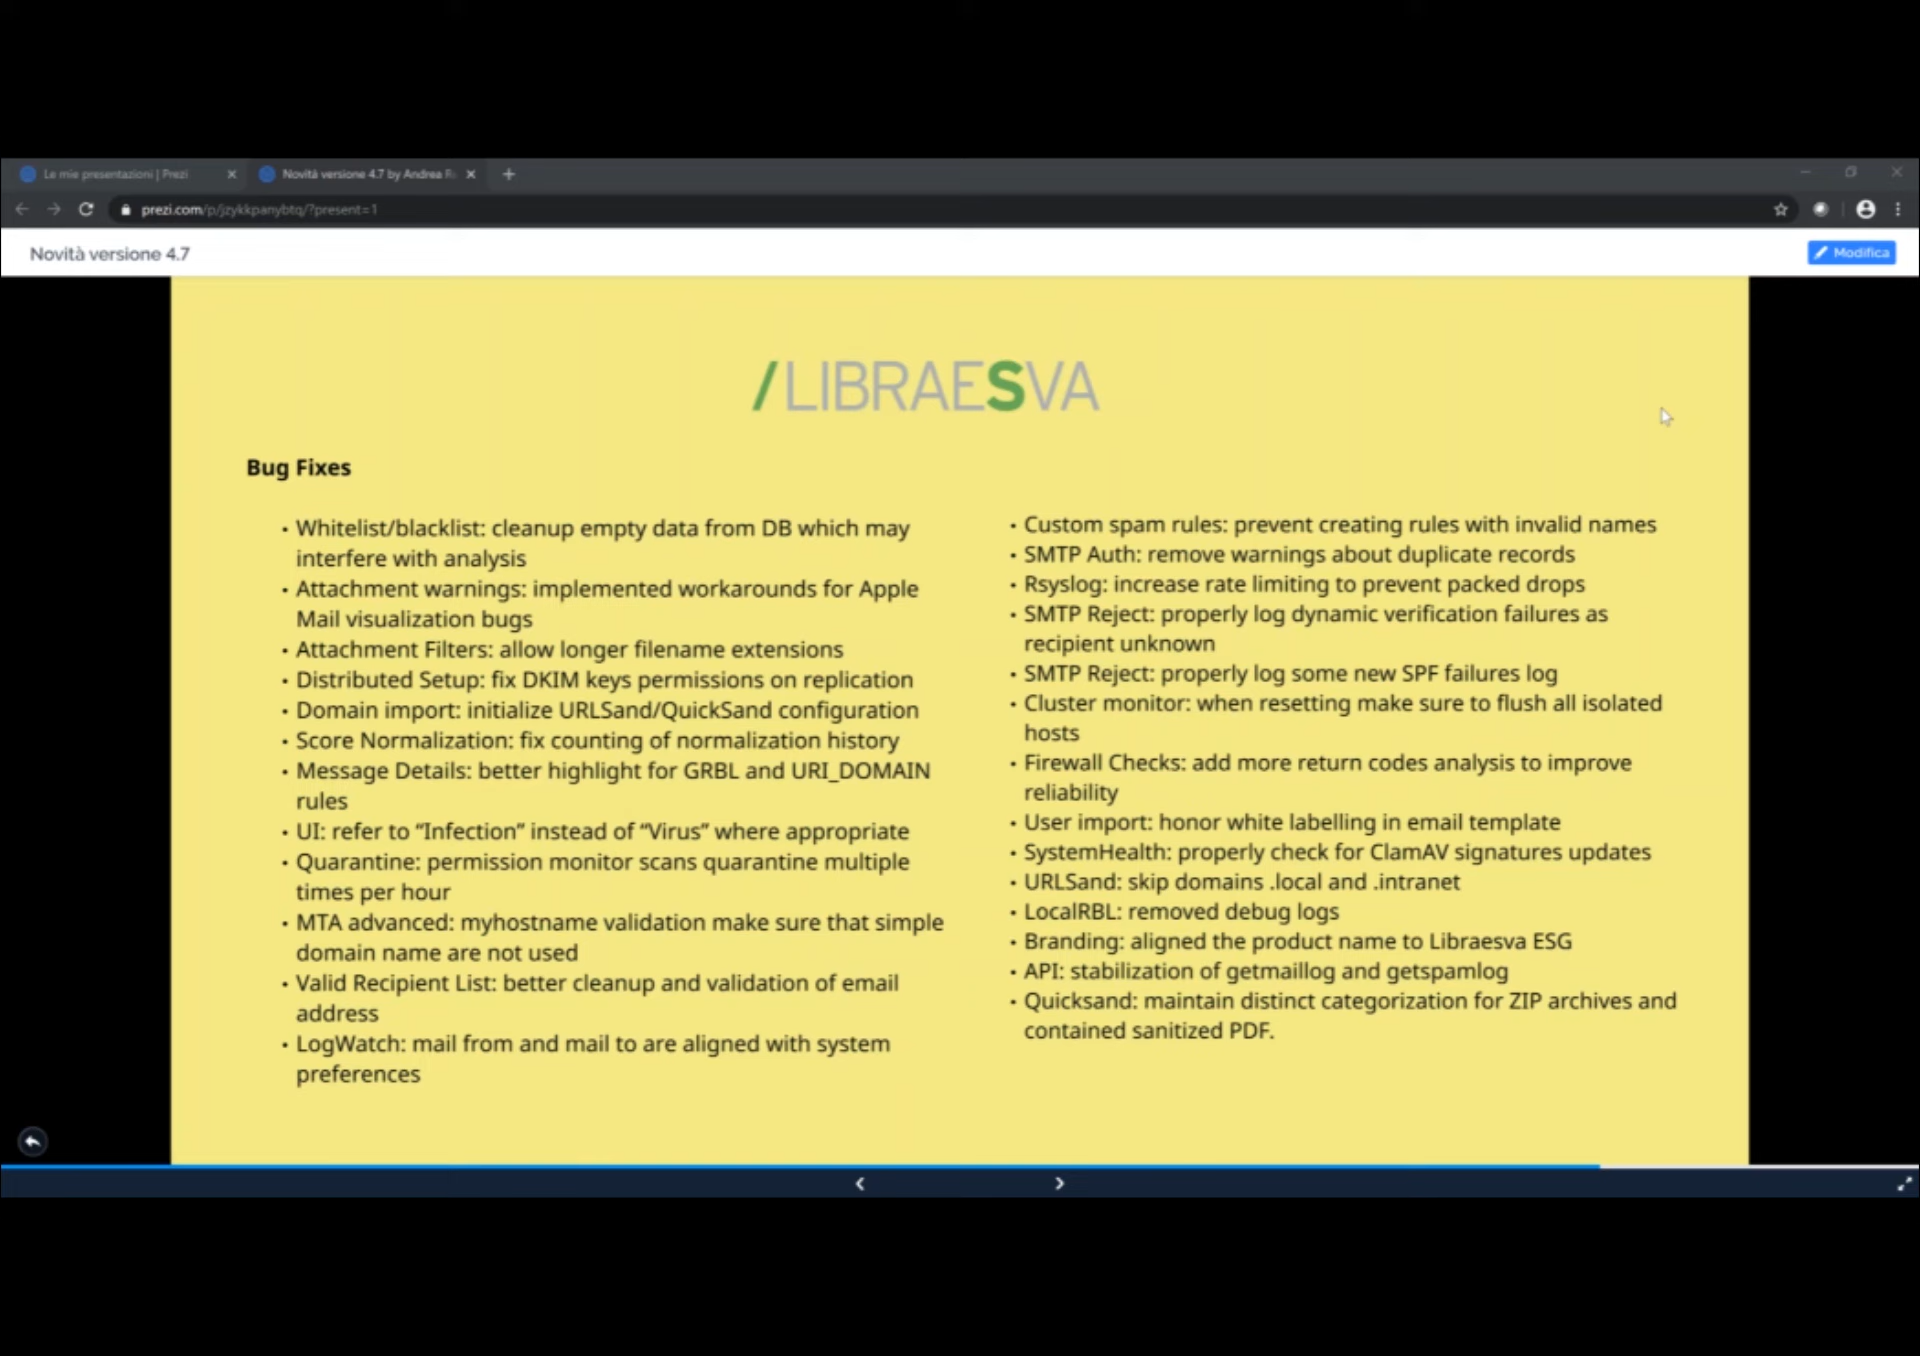 Le mie presentazioni | Prezi
Novità versione 4.7 by Andrea R
prezi.com/p/jzykkpanybtq/?present=1
Novità versione 4.7
Modifica
/LIBRAESVA
Bug Fixes
• Whitelist/blacklist: cleanup empty data from DB which may
interfere with analysis
• Attachment warnings: implemented workarounds for Apple
Mail visualization bugs
• Attachment Filters: allow longer filename extensions
• Distributed Setup: fix DKIM keys permissions on replication
• Domain import: initialize URLSand/QuickSand configuration
• Score Normalization: fix counting of normalization history
• Message Details: better highlight for GRBL and URI_DOMAIN
rules
• UI: refer to “Infection” instead of “Virus” where appropriate
• Quarantine: permission monitor scans quarantine multiple
times per hour
• MTA advanced: myhostname validation make sure that simple
domain name are not used
• Valid Recipient List: better cleanup and validation of email
address
• LogWatch: mail from and mail to are aligned with system
preferences
• Custom spam rules: prevent creating rules with invalid names
• SMTP Auth: remove warnings about duplicate records
• Rsyslog: increase rate limiting to prevent packed drops
• SMTP Reject: properly log dynamic verification failures as
recipient unknown
• SMTP Reject: properly log some new SPF failures log
• Cluster monitor: when resetting make sure to flush all isolated
hosts
• Firewall Checks: add more return codes analysis to improve
reliability
• User import: honor white labelling in email template
• SystemHealth: properly check for ClamAV signatures updates
• URLSand: skip domains .local and .intranet
• LocalRBL: removed debug logs
• Branding: aligned the product name to Libraesva ESG
• API: stabilization of getmaillog and getspamlog
• Quicksand: maintain distinct categorization for ZIP archives and
contained sanitized PDF.